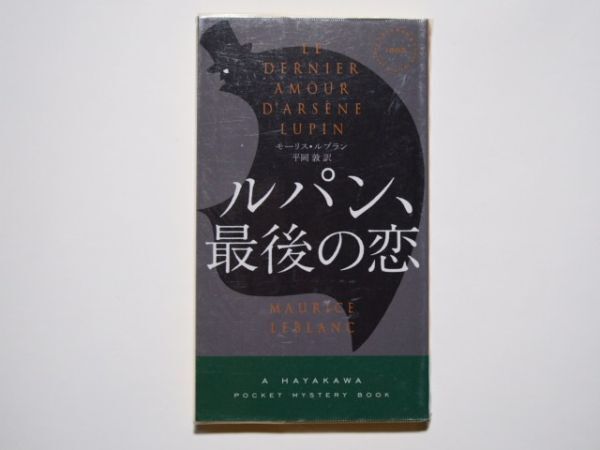 LE
DERNIER
AMOUR
D'ARSÈNE
LUPIN
モーリス・ルブラン
平岡敦訳
ルパン、
最後の恋
MAURICE
LEBLANC
A HAYAKAWA
POCKET MYSTERY BOOK